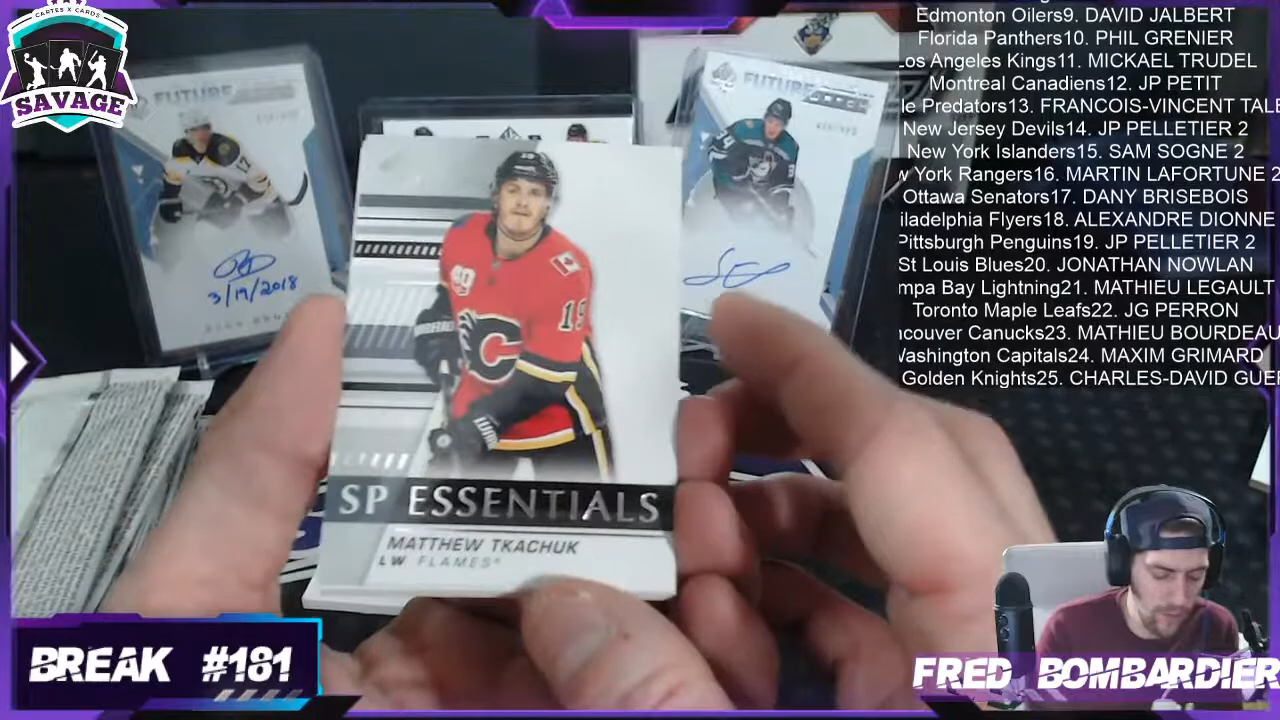 CARTES X CARDS
SAVAGE
Edmonton Oilers9. DAVID JALBERT
Florida Panthers10. PHIL GRENIER
Los Angeles Kings11. MICKAEL TRUDEL
Montreal Canadiens12. JP PETIT
le Predators13. FRANCOIS-VINCENT TALE
New Jersey Devils14. JP PELLETIER 2
New York Islanders15. SAM SOGNE 2
w York Rangers16. MARTIN LAFORTUNE 2
Ottawa Senators17. DANY BRISEBOIS
iladelphia Flyers18. ALEXANDRE DIONNE
Pittsburgh Penguins19. JP PELLETIER 2
St Louis Blues20. JONATHAN NOWLAN
mpa Bay Lightning21. MATHIEU LEGAULT
Toronto Maple Leafs22. JG PERRON
ncouver Canucks23. MATHIEU BOURDEAU
Washington Capitals24. MAXIM GRIMARD
Golden Knights25. CHARLES-DAVID GUE
FUTURE
3/19/2018
FUTURE
19
SP ESSENTIALS
MATTHEW TKACHUK
LW FLAMES
BREAK #181
FRED BOMBARDIER